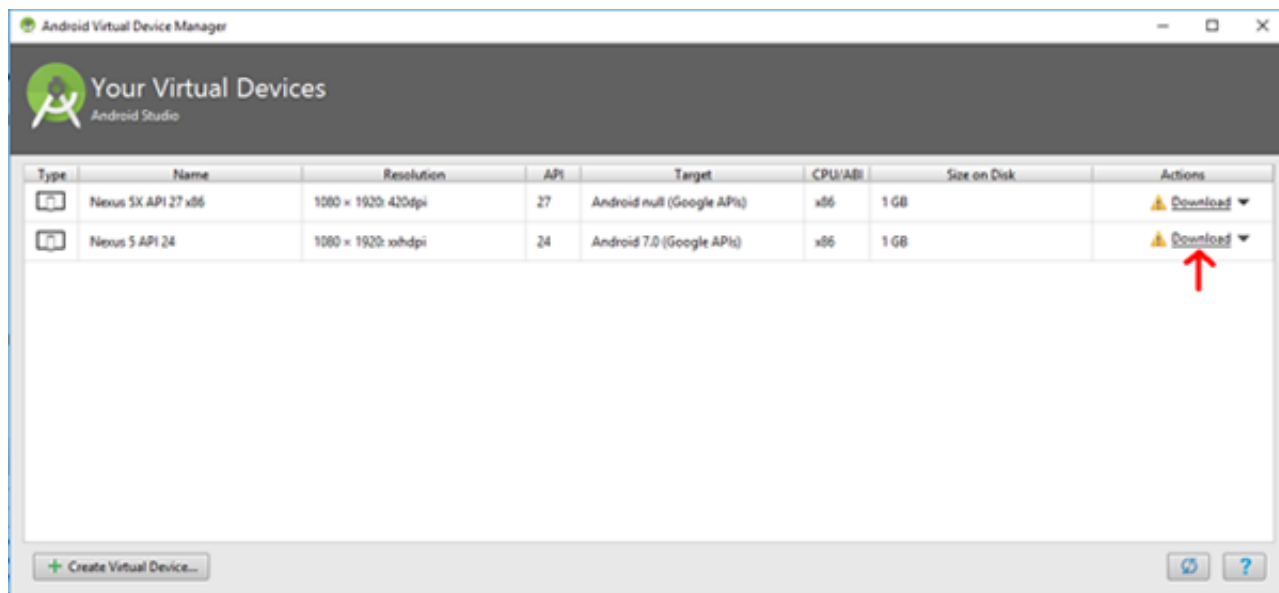 Android Virtual Device Manager
Your Virtual Devices
Android Studio
Type Name Resolution API Target CPU/ABI Size on Disk Actions
Nexus 5X API 27 x86 1080 × 1920: 420dpi 27 Android null (Google APIs) x86 1 GB Download
Nexus 5 API 24 1080 × 1920: xxhdpi 24 Android 7.0 (Google APIs) x86 1 GB Download
+ Create Virtual Device...
?